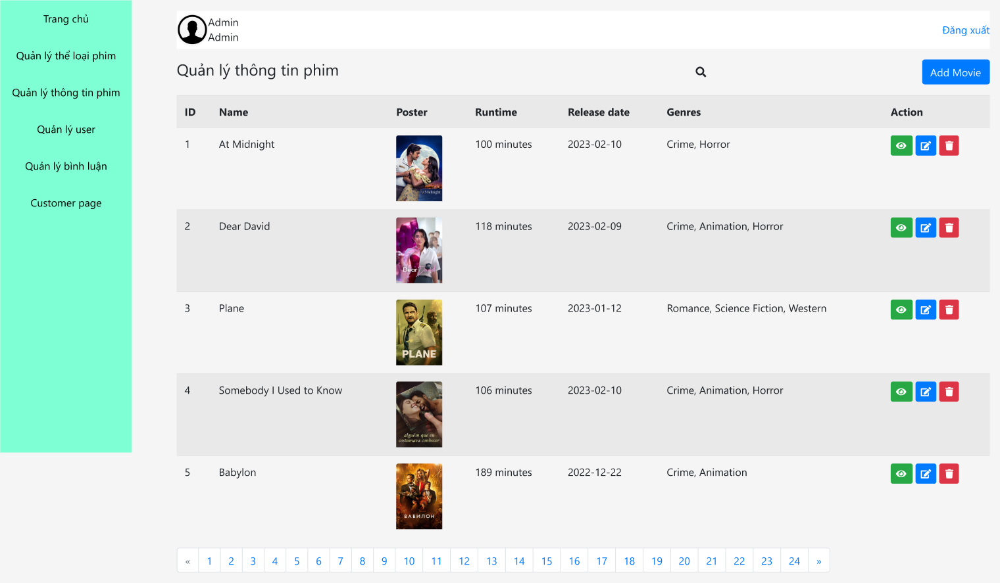 Trang chủ
Quản lý thể loại phim
Quản lý thông tin phim
Quản lý user
Quản lý bình luận
Customer page
Admin
Admin
Đăng xuất
Quản lý thông tin phim
Add Movie
ID Name Poster Runtime Release date Genres Action
1 At Midnight 100 minutes 2023-02-10 Crime, Horror
At Midnight
2 Dear David 118 minutes 2023-02-09 Crime, Animation, Horror
Dear David
3 Plane 107 minutes 2023-01-12 Romance, Science Fiction, Western
PLANE
4 Somebody I Used to Know 106 minutes 2023-02-10 Crime, Animation, Horror
alguém que eu
costumava conhecer
5 Babylon 189 minutes 2022-12-22 Crime, Animation
ВАВИЛОН
« 1 2 3 4 5 6 7 8 9 10 11 12 13 14 15 16 17 18 19 20 21 22 23 24 »